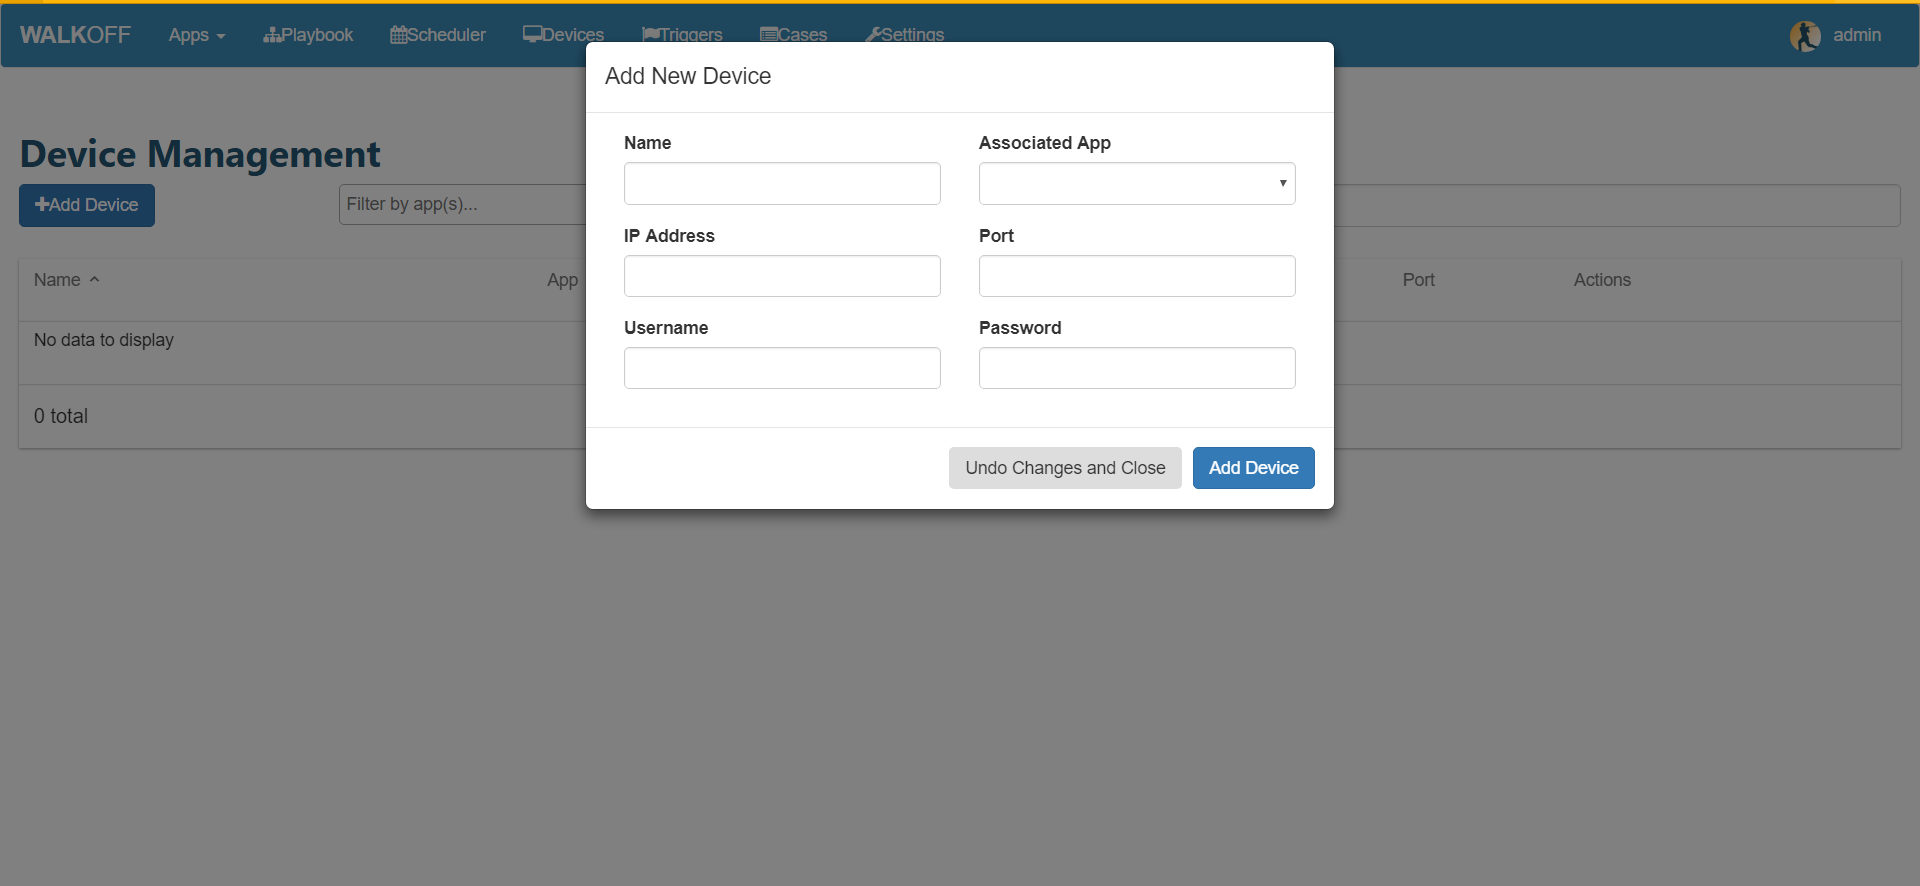 WALKOFF Apps Playbook Scheduler Devices Triggers Cases Settings admin
Add New Device
Name Associated App
IP Address Port
Username Password
Undo Changes and Close Add Device
Device Management
Add Device Filter by app(s)...
Name App Port Actions
No data to display
0 total